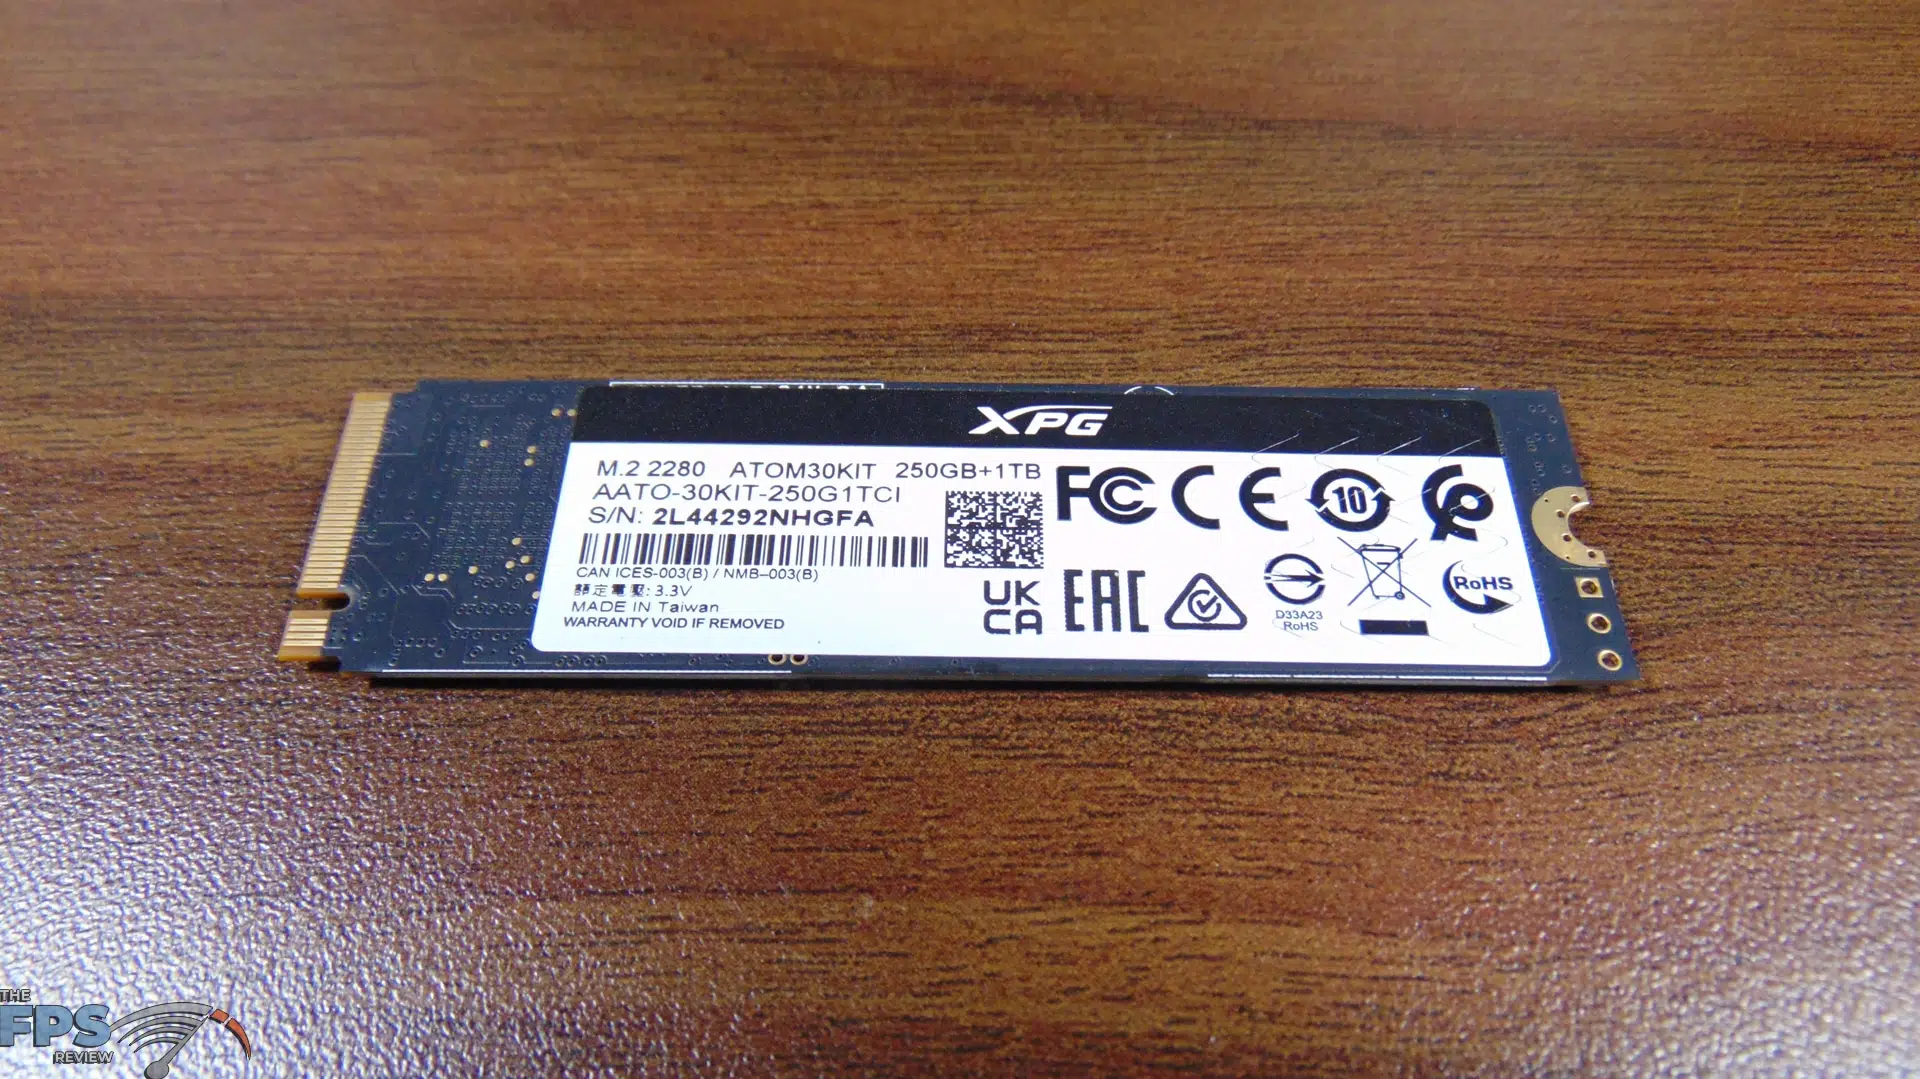 XPG
M.2 2280 ATOM30KIT 250GB+1TB
AATO-30KIT-250G1TCI
S/N: 2L44292NHGFA
CAN ICES-003(B) / NMB-003(B)
額定電壓: 3.3V
MADE IN Taiwan
WARRANTY VOID IF REMOVED
FC CE 10
UK
CA
EAC
D33A23
RoHS
RoHS
THE
FPS
REVIEW